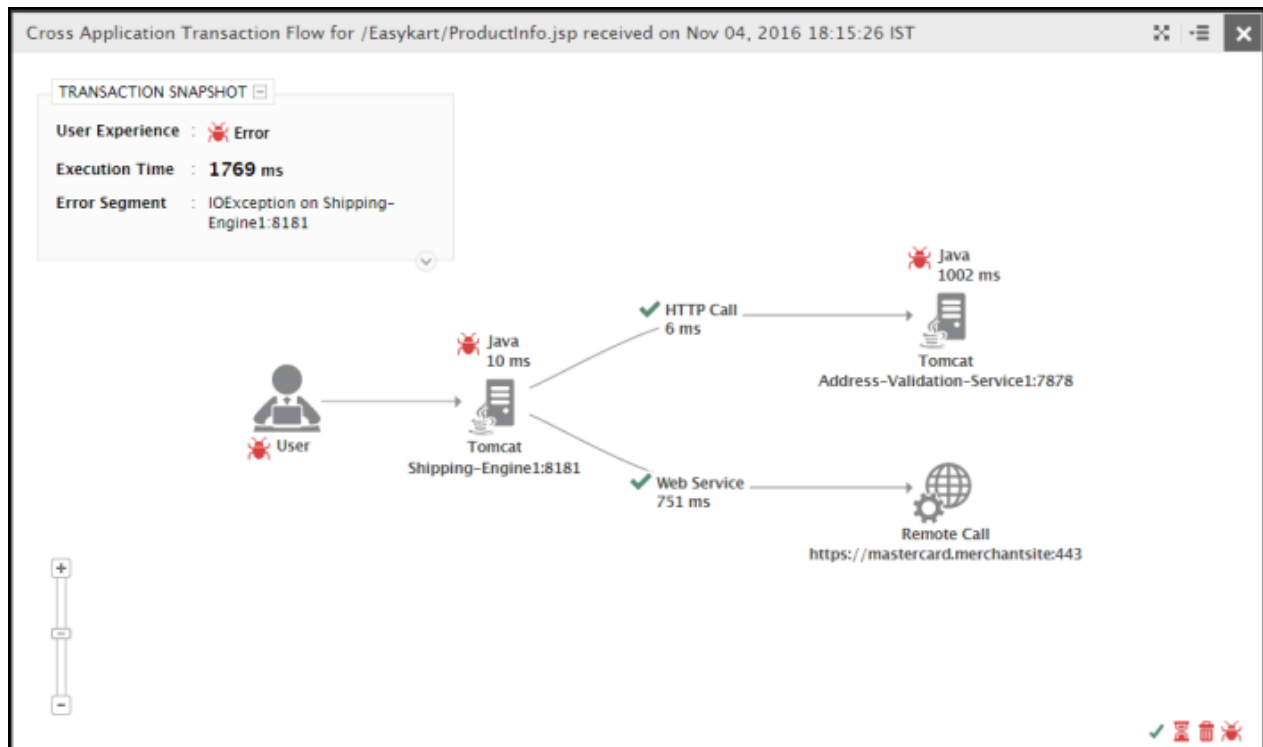 Cross Application Transaction Flow for /Easykart/ProductInfo.jsp received on Nov 04, 2016 18:15:26 IST
TRANSACTION SNAPSHOT
User Experience : Error
Execution Time : 1769 ms
Error Segment : IOException on Shipping-
Engine1:8181
Java
1002 ms
HTTP Call
6 ms
Java
10 ms
Tomcat
Address-Validation-Service1:7878
User
Tomcat
Shipping-Engine1:8181
Web Service
751 ms
Remote Call
https://mastercard.merchantsite:443